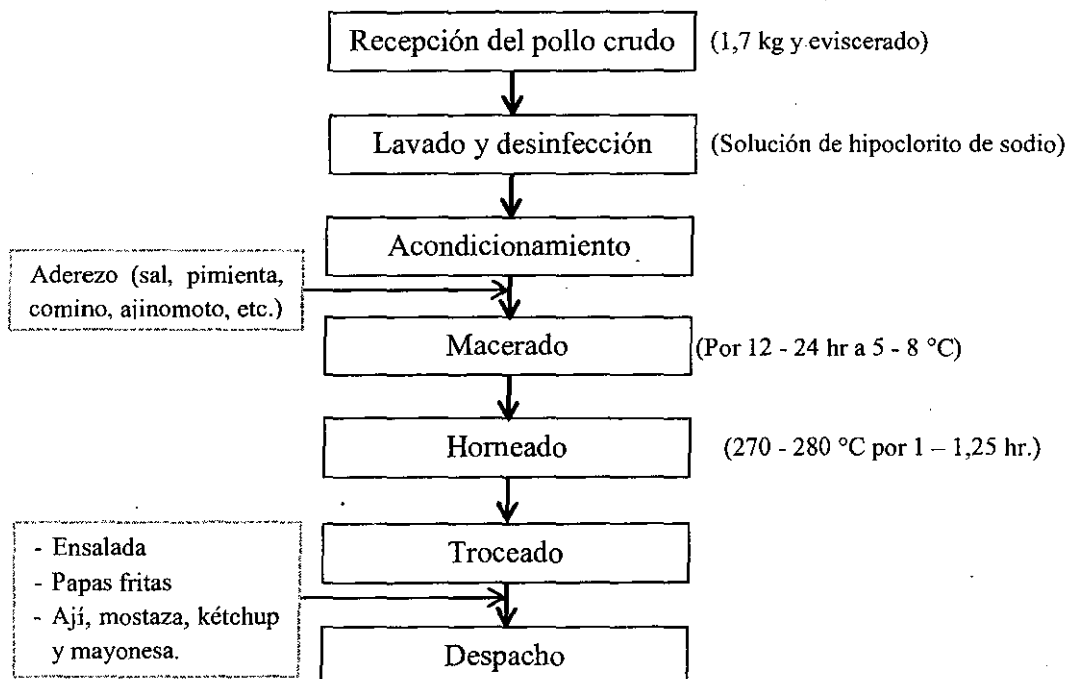 Recepción del pollo crudo (1,7 kg y eviscerado)
Lavado y desinfección (Solución de hipoclorito de sodio)
Acondicionamiento
Aderezo (sal, pimienta,
comino, ajinomoto, etc.)
Macerado (Por 12 - 24 hr a 5 - 8 °C)
Horneado (270 - 280 °C por 1 – 1,25 hr.)
Troceado
- Ensalada
- Papas fritas
- Ají, mostaza, kétchup
y mayonesa.
Despacho